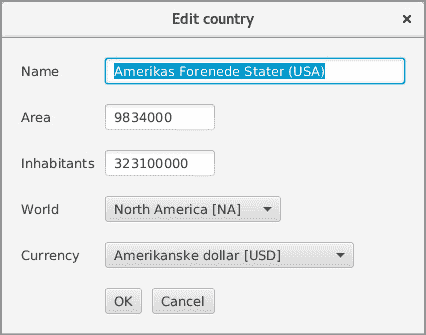 Edit country
Name Amerikas Forenede Stater (USA)
Area 9834000
Inhabitants 323100000
World North America [NA]
Currency Amerikanske dollar [USD]
OK Cancel